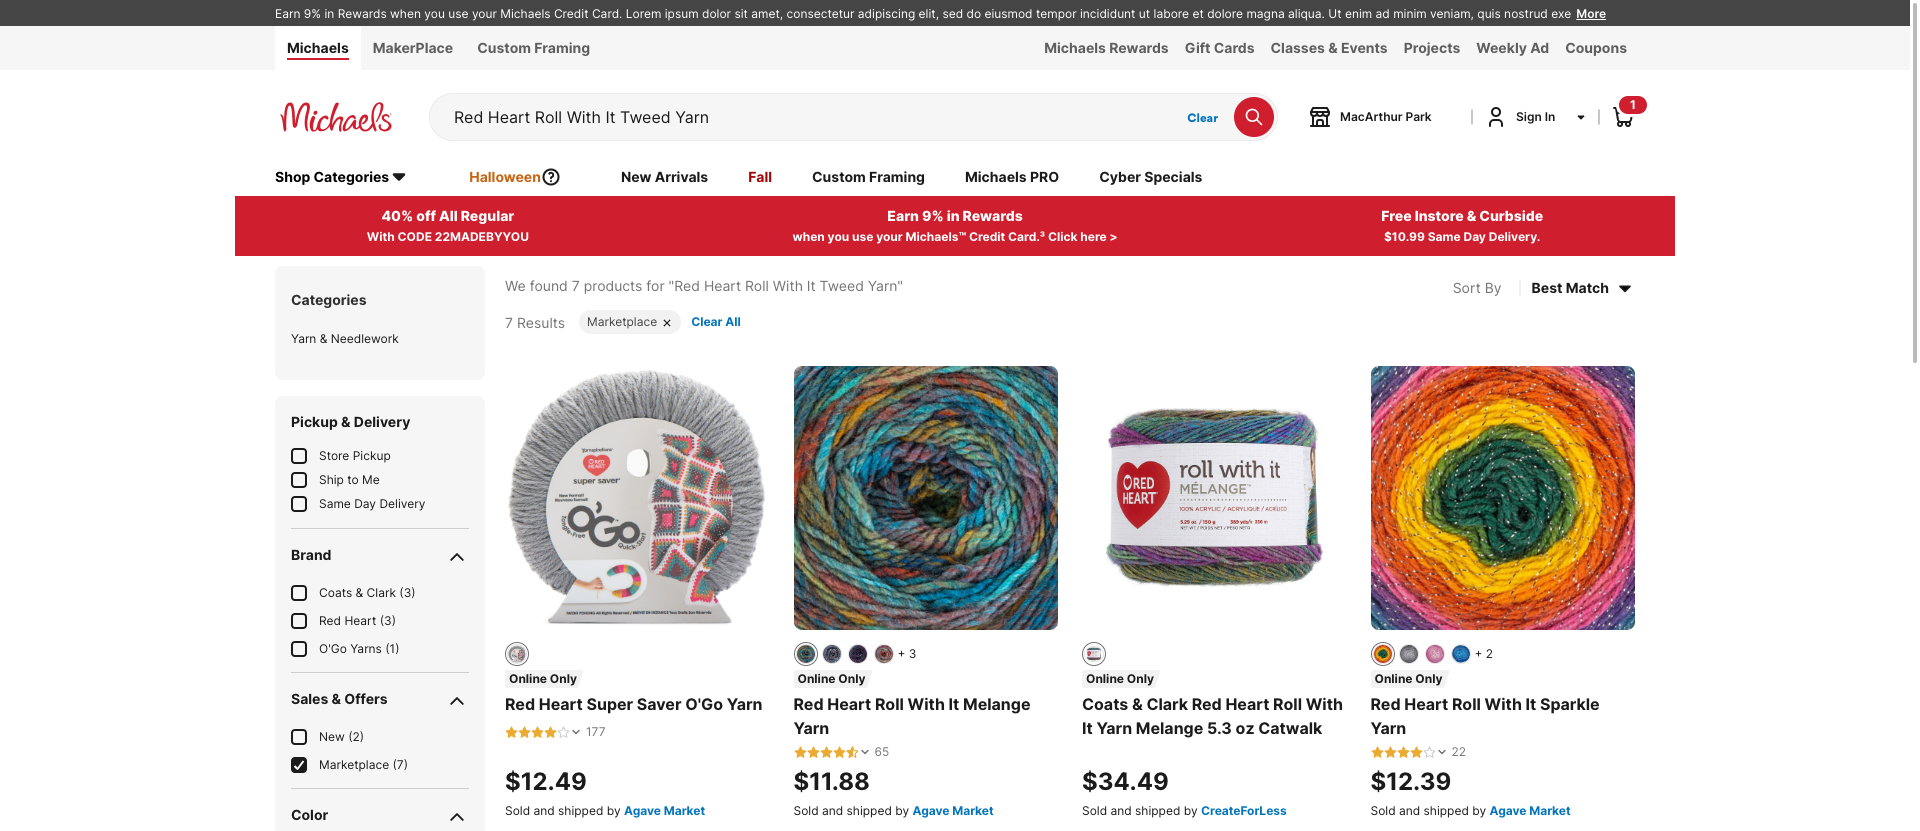 Earn 9% in Rewards when you use your Michaels Credit Card. Lorem ipsum dolor sit amet, consectetur adipiscing elit, sed do eiusmod tempor incididunt ut labore et dolore magna aliqua. Ut enim ad minim veniam, quis nostrud exe More
Michaels MakerPlace Custom Framing Michaels Rewards Gift Cards Classes & Events Projects Weekly Ad Coupons
Michaels Red Heart Roll With It Tweed Yarn Clear MacArthur Park Sign In 1
Shop Categories Halloween New Arrivals Fall Custom Framing Michaels PRO Cyber Specials
40% off All Regular
With CODE 22MADEBYYOU
Earn 9% in Rewards
when you use your Michaels™ Credit Card.³ Click here >
Free Instore & Curbside
$10.99 Same Day Delivery.
Categories
Yarn & Needlework
Pickup & Delivery
Store Pickup
Ship to Me
Same Day Delivery
Brand
Coats & Clark (3)
Red Heart (3)
O'Go Yarns (1)
Sales & Offers
New (2)
Marketplace (7)
Color
We found 7 products for "Red Heart Roll With It Tweed Yarn"
Sort By Best Match
7 Results Marketplace Clear All
RED
HEART
super saver
O'Go
Tangle-Free
Quick-Start
Online Only
Red Heart Super Saver O'Go Yarn
177
$12.49
Sold and shipped by Agave Market
+ 3
Online Only
Red Heart Roll With It Melange
Yarn
65
$11.88
Sold and shipped by Agave Market
RED
HEART
roll with it
MÉLANGE™
100% ACRYLIC / ACRYLIQUE / ACRÍLICO
Online Only
Coats & Clark Red Heart Roll With
It Yarn Melange 5.3 oz Catwalk
$34.49
Sold and shipped by CreateForLess
+ 2
Online Only
Red Heart Roll With It Sparkle
Yarn
22
$12.39
Sold and shipped by Agave Market